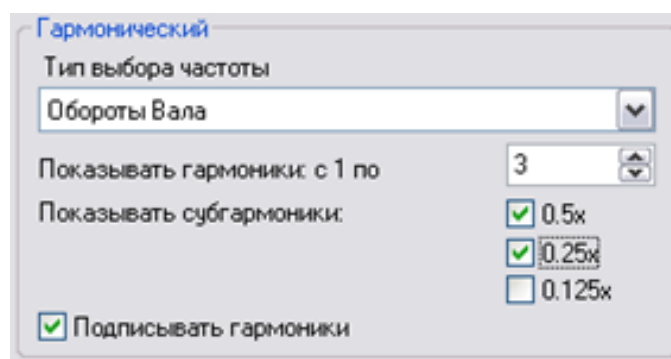 Гармонический
Тип выбора частоты
Обороты Вала
Показывать гармоники: с 1 по 3
Показывать субгармоники: 0.5x
0.25x
0.125x
Подписывать гармоники